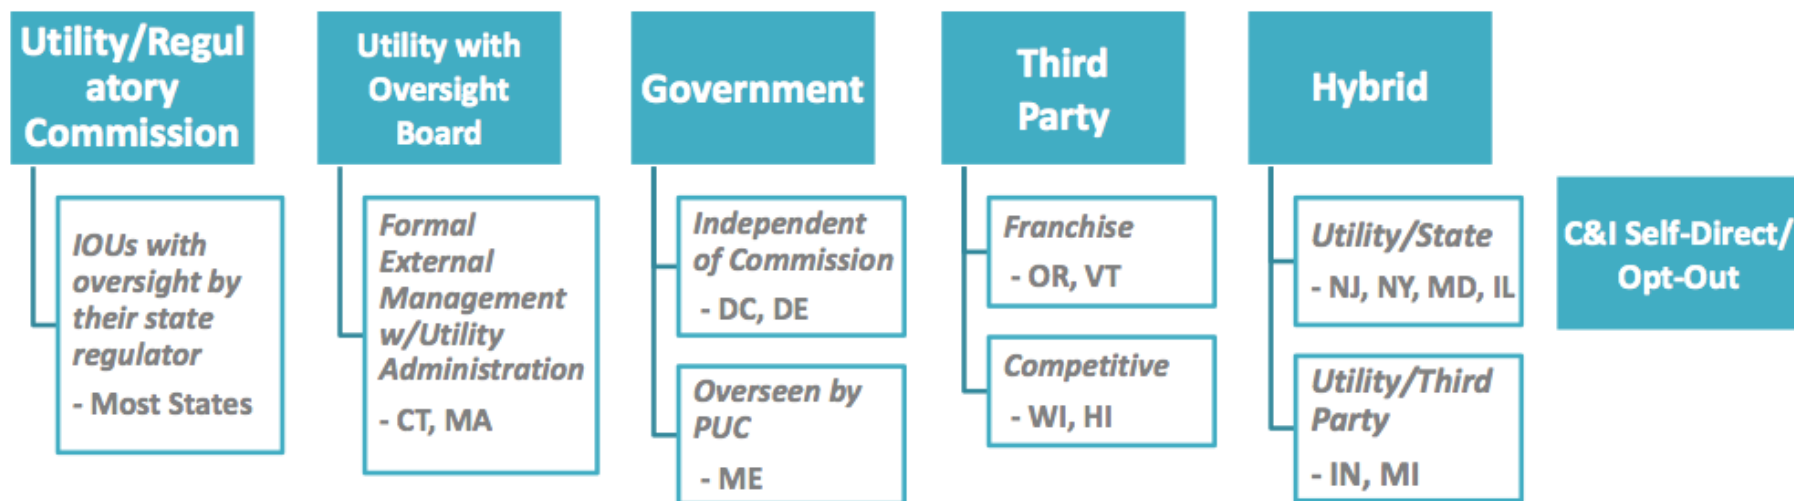 Utility/Regul
atory
Commission
IOUs with
oversight by
their state
regulator
- Most States
Utility with
Oversight
Board
Formal
External
Management
w/Utility
Administration
- CT, MA
Government
Independent
of Commission
- DC, DE
Overseen by
PUC
- ME
Third
Party
Franchise
- OR, VT
Competitive
- WI, HI
Hybrid
Utility/State
- NJ, NY, MD, IL
Utility/Third
Party
- IN, MI
C&I Self-Direct/
Opt-Out